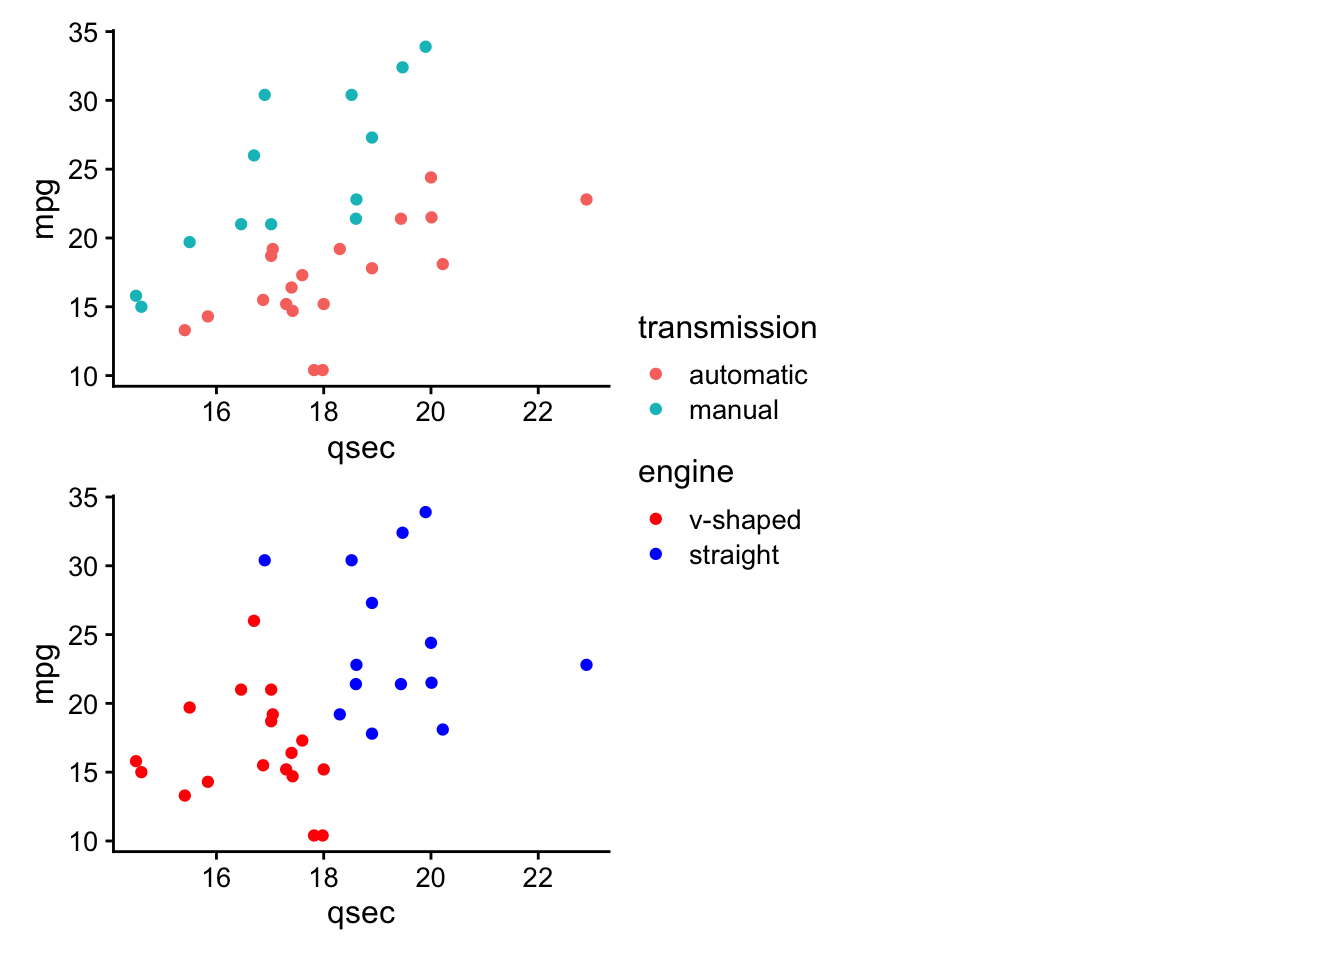 35
30
25
20
15
10
mpg
16 18 20 22
qsec
transmission
automatic
manual
engine
v-shaped
straight
35
30
25
20
15
10
mpg
16 18 20 22
qsec